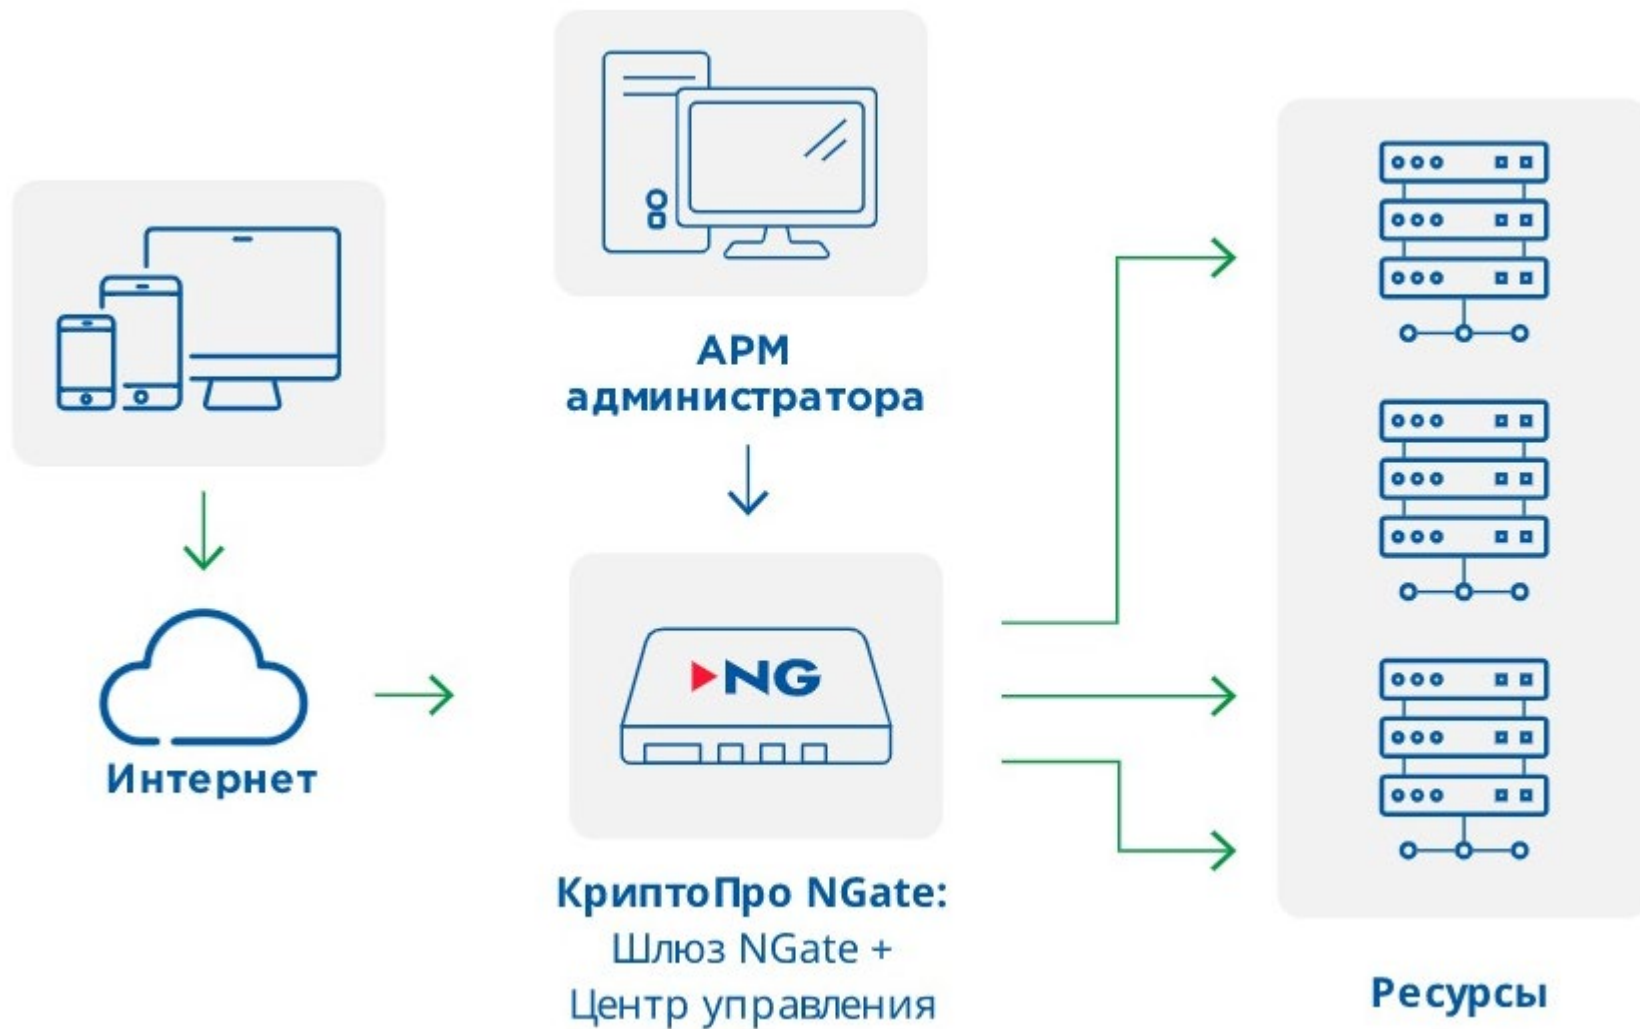 АРМ
администратора
Интернет
NG
КриптоПро NGate:
Шлюз NGate +
Центр управления
Ресурсы